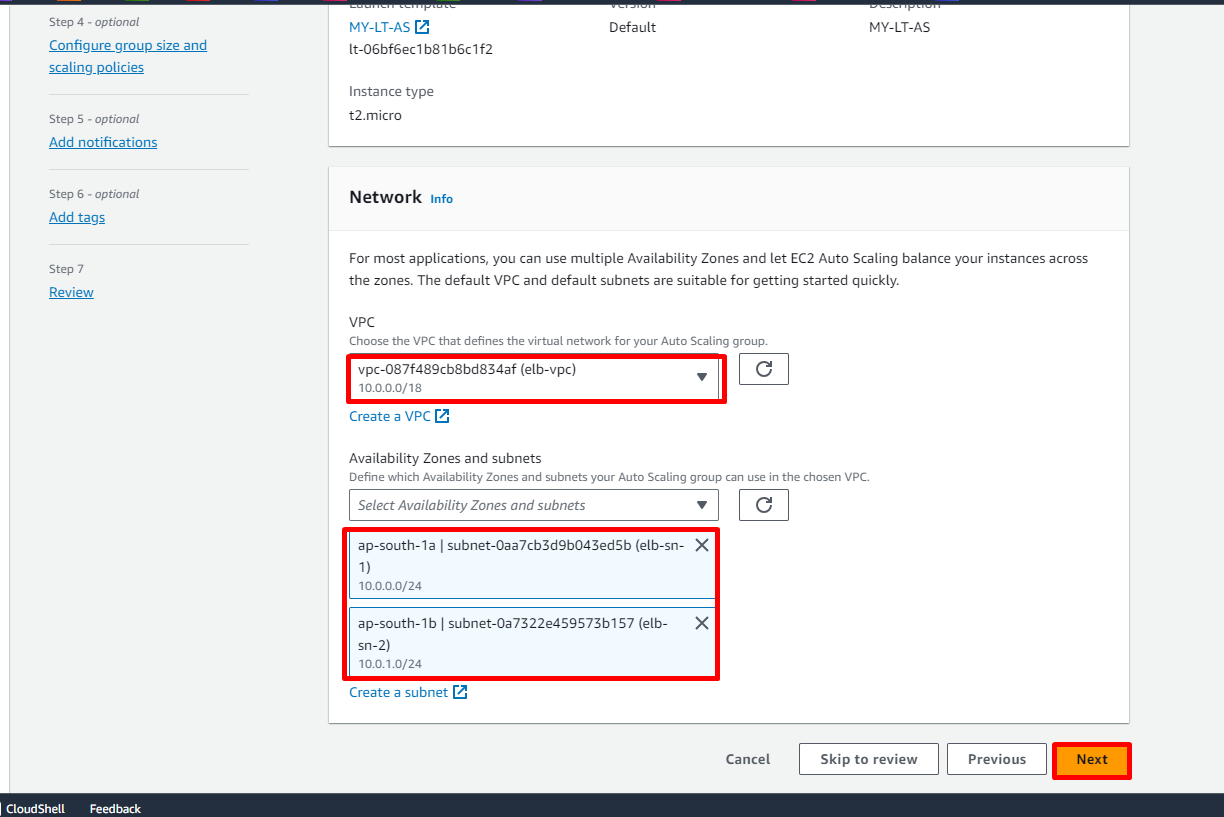 Step 4 - optional
Configure group size and
scaling policies
Step 5 - optional
Add notifications
Step 6 - optional
Add tags
Step 7
Review
Launch template
Version
Description
MY-LT-AS
Default
MY-LT-AS
lt-06bf6ec1b81b6c1f2
Instance type
t2.micro
Network Info
For most applications, you can use multiple Availability Zones and let EC2 Auto Scaling balance your instances across
the zones. The default VPC and default subnets are suitable for getting started quickly.
VPC
Choose the VPC that defines the virtual network for your Auto Scaling group.
vpc-087f489cb8bd834af (elb-vpc)
10.0.0.0/18
Create a VPC
Availability Zones and subnets
Define which Availability Zones and subnets your Auto Scaling group can use in the chosen VPC.
Select Availability Zones and subnets
ap-south-1a | subnet-0aa7cb3d9b043ed5b (elb-sn-
1)
10.0.0.0/24
ap-south-1b | subnet-0a7322e459573b157 (elb-
sn-2)
10.0.1.0/24
Create a subnet
Cancel
Skip to review
Previous
Next
CloudShell
Feedback